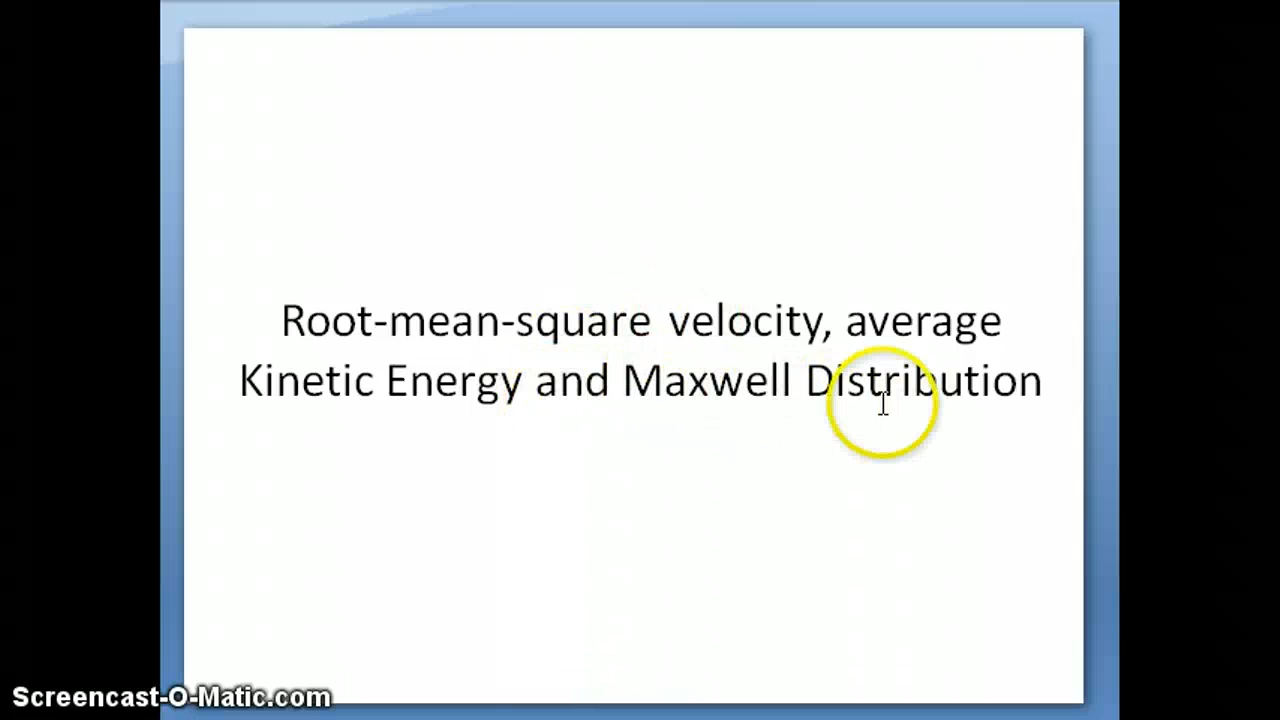 Root-mean-square velocity, average
Kinetic Energy and Maxwell Distribution
Screencast-O-Matic.com